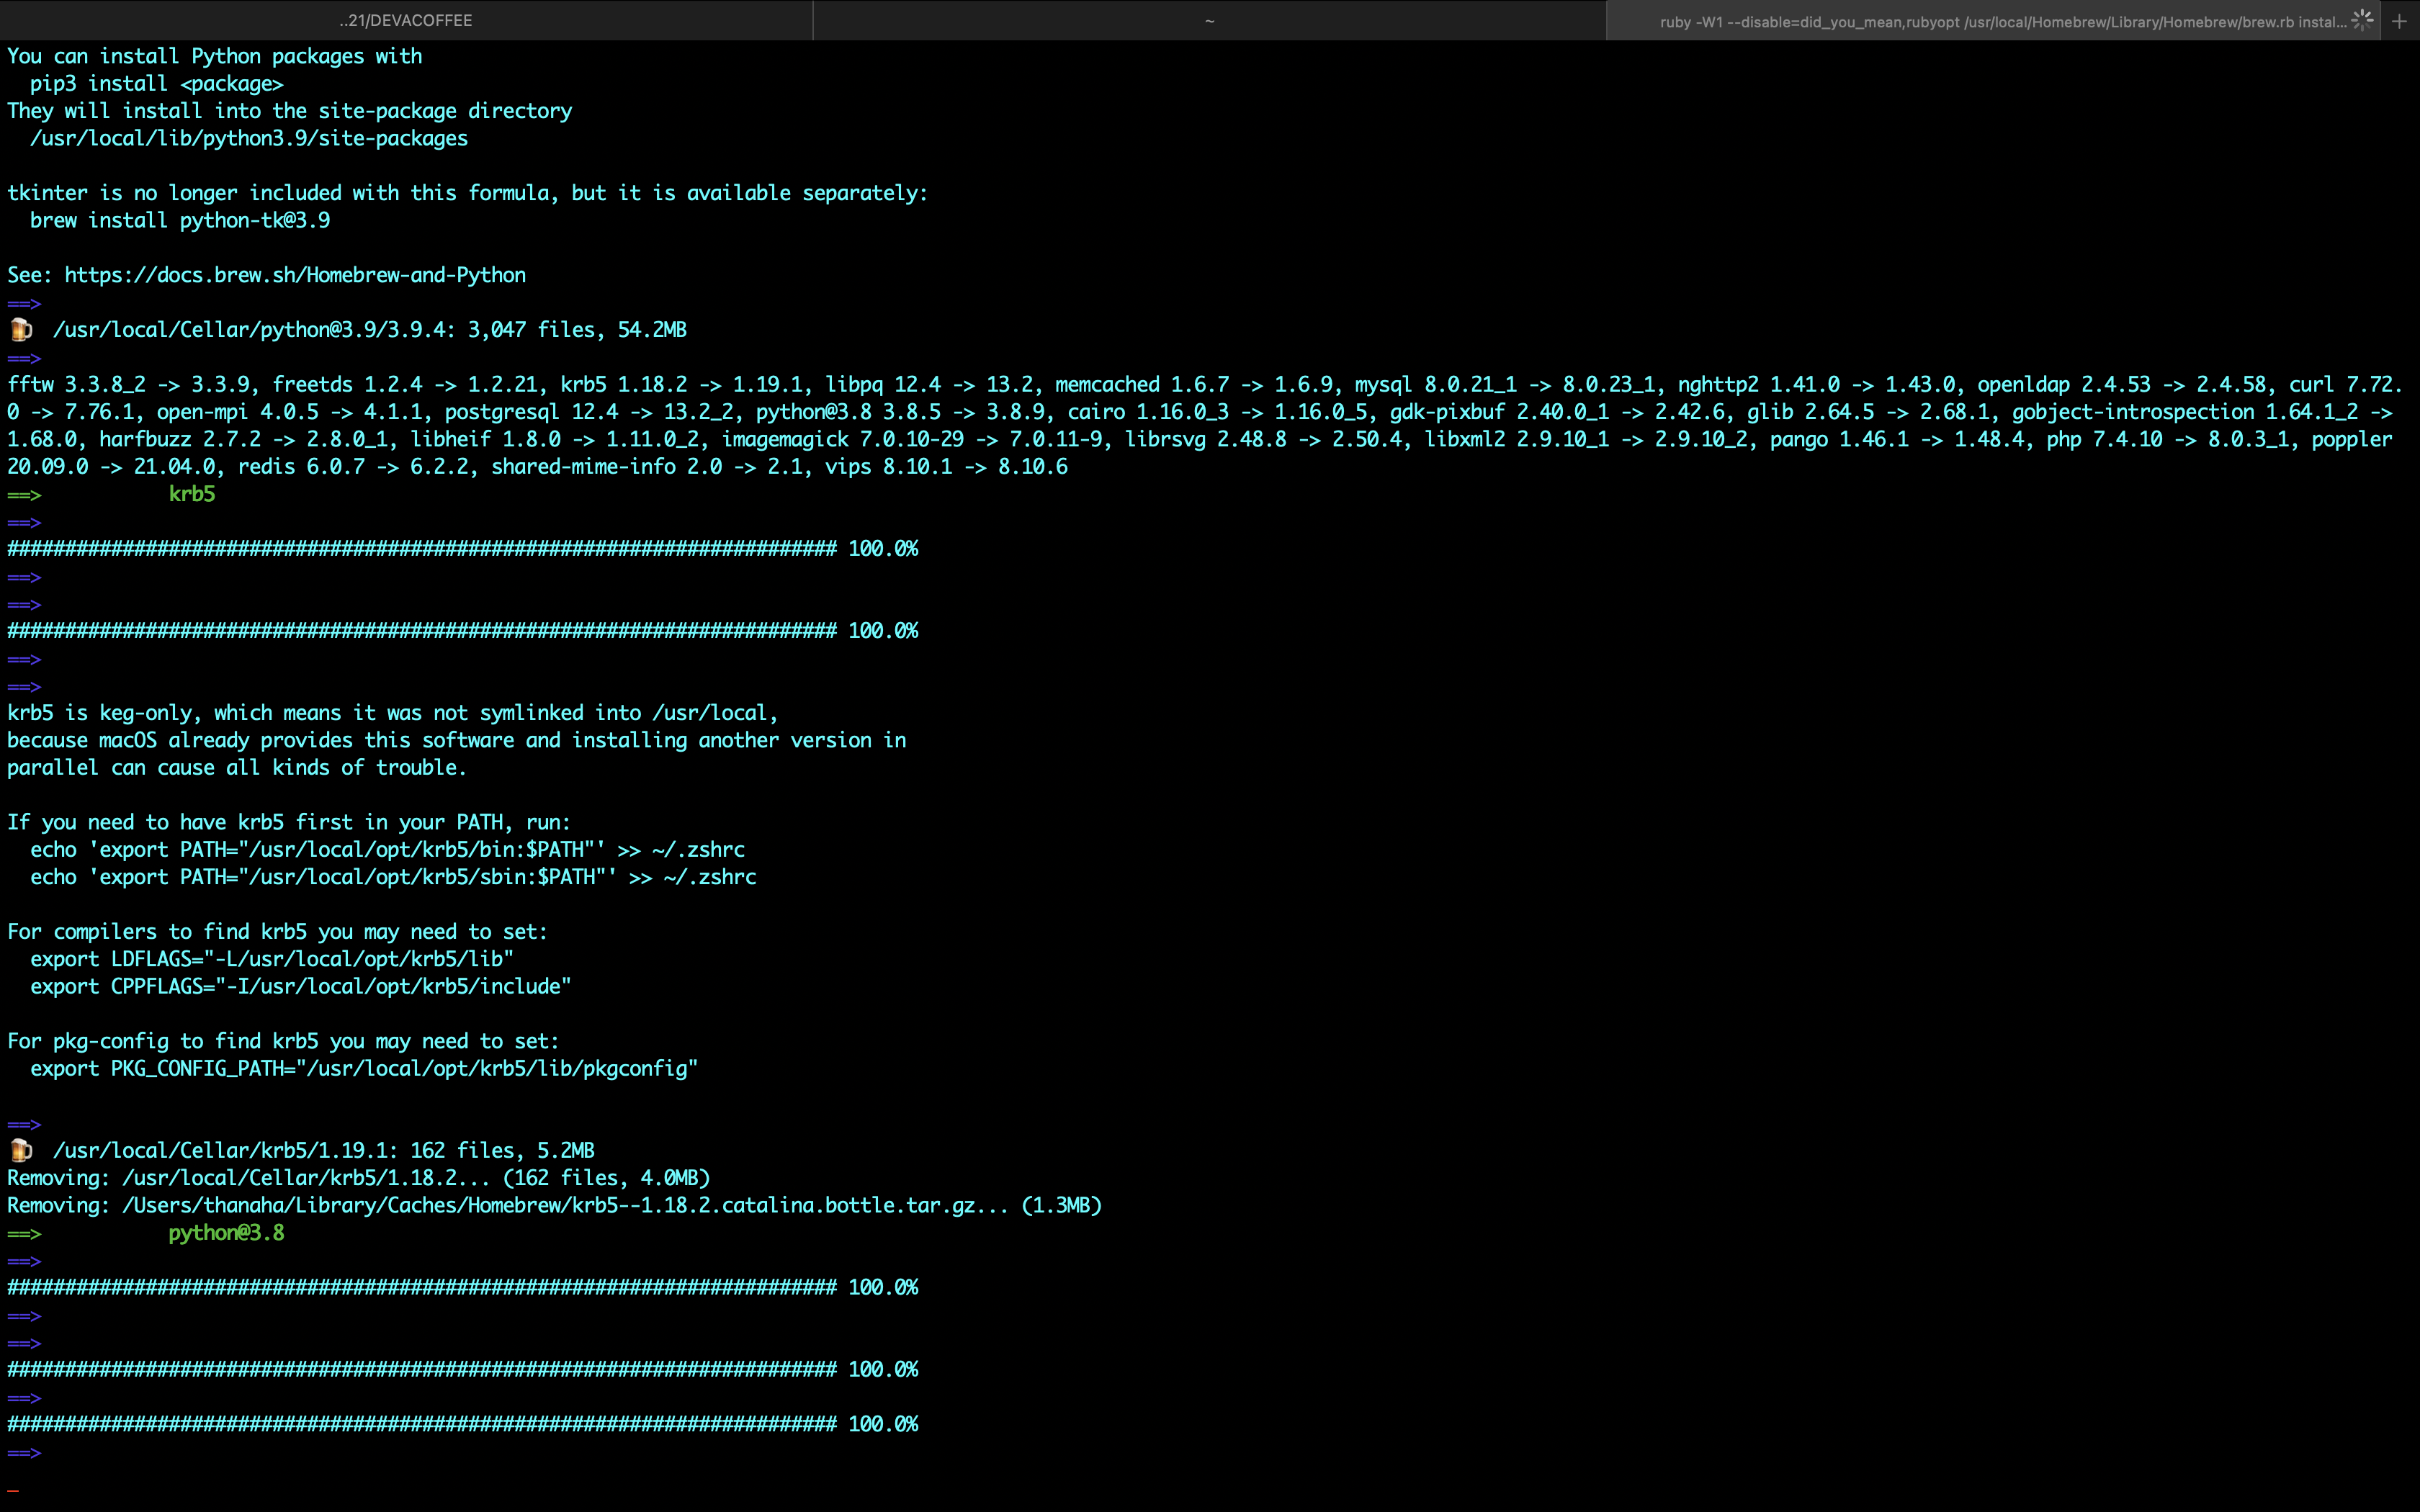 ..21/DEVACOFFEE
~
ruby -W1 --disable=did_you_mean,rubyopt /usr/local/Homebrew/Library/Homebrew/brew.rb instal...
+
You can install Python packages with
  pip3 install <package>
They will install into the site-package directory
  /usr/local/lib/python3.9/site-packages

tkinter is no longer included with this formula, but it is available separately:
  brew install python-tk@3.9

See: https://docs.brew.sh/Homebrew-and-Python
==>
🍺  /usr/local/Cellar/python@3.9/3.9.4: 3,047 files, 54.2MB
==>
fftw 3.3.8_2 -> 3.3.9, freetds 1.2.4 -> 1.2.21, krb5 1.18.2 -> 1.19.1, libpq 12.4 -> 13.2, memcached 1.6.7 -> 1.6.9, mysql 8.0.21_1 -> 8.0.23_1, nghttp2 1.41.0 -> 1.43.0, openldap 2.4.53 -> 2.4.58, curl 7.72.
0 -> 7.76.1, open-mpi 4.0.5 -> 4.1.1, postgresql 12.4 -> 13.2_2, python@3.8 3.8.5 -> 3.8.9, cairo 1.16.0_3 -> 1.16.0_5, gdk-pixbuf 2.40.0_1 -> 2.42.6, glib 2.64.5 -> 2.68.1, gobject-introspection 1.64.1_2 ->
1.68.0, harfbuzz 2.7.2 -> 2.8.0_1, libheif 1.8.0 -> 1.11.0_2, imagemagick 7.0.10-29 -> 7.0.11-9, librsvg 2.48.8 -> 2.50.4, libxml2 2.9.10_1 -> 2.9.10_2, pango 1.46.1 -> 1.48.4, php 7.4.10 -> 8.0.3_1, poppler
20.09.0 -> 21.04.0, redis 6.0.7 -> 6.2.2, shared-mime-info 2.0 -> 2.1, vips 8.10.1 -> 8.10.6
==>           krb5
==>
######################################################################## 100.0%
==>
==>
######################################################################## 100.0%
==>
==>
krb5 is keg-only, which means it was not symlinked into /usr/local,
because macOS already provides this software and installing another version in
parallel can cause all kinds of trouble.

If you need to have krb5 first in your PATH, run:
  echo 'export PATH="/usr/local/opt/krb5/bin:$PATH"' >> ~/.zshrc
  echo 'export PATH="/usr/local/opt/krb5/sbin:$PATH"' >> ~/.zshrc

For compilers to find krb5 you may need to set:
  export LDFLAGS="-L/usr/local/opt/krb5/lib"
  export CPPFLAGS="-I/usr/local/opt/krb5/include"

For pkg-config to find krb5 you may need to set:
  export PKG_CONFIG_PATH="/usr/local/opt/krb5/lib/pkgconfig"

==>
🍺  /usr/local/Cellar/krb5/1.19.1: 162 files, 5.2MB
Removing: /usr/local/Cellar/krb5/1.18.2... (162 files, 4.0MB)
Removing: /Users/thanaha/Library/Caches/Homebrew/krb5--1.18.2.catalina.bottle.tar.gz... (1.3MB)
==>           python@3.8
==>
######################################################################## 100.0%
==>
==>
######################################################################## 100.0%
==>
######################################################################## 100.0%
==>